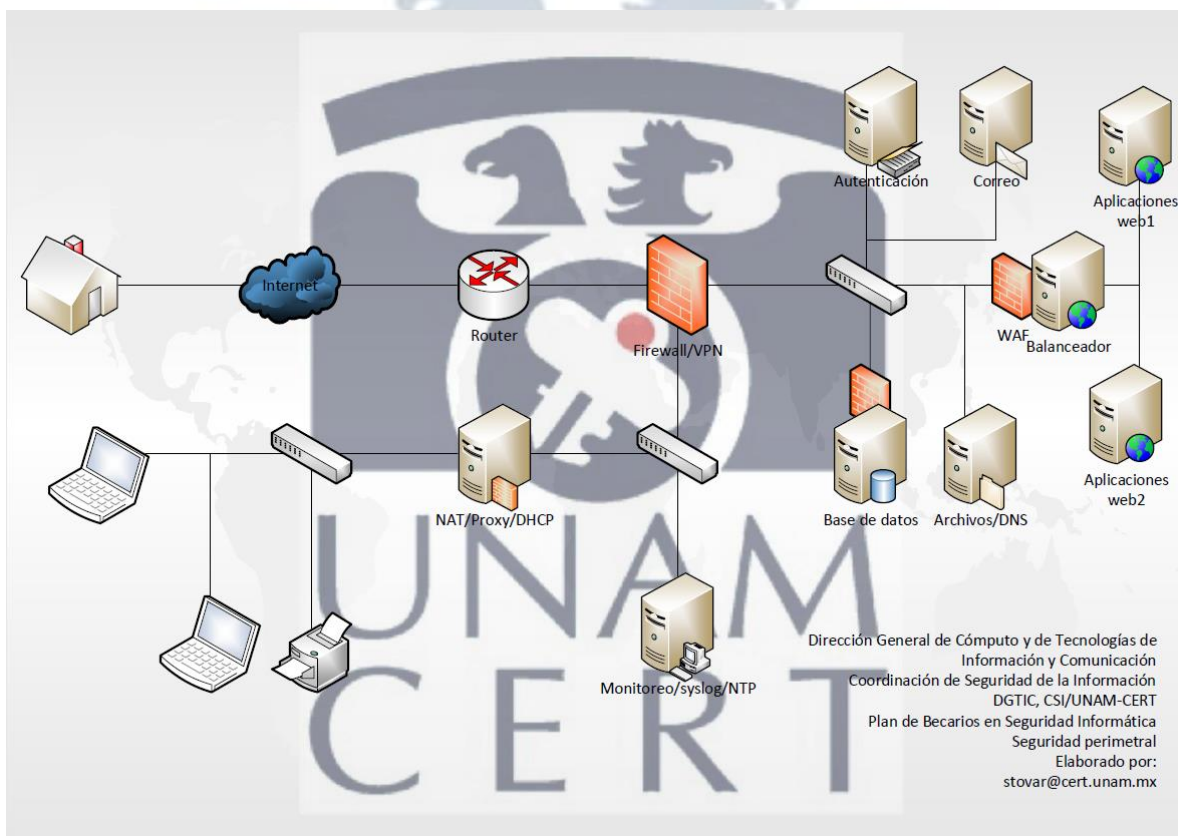 Autenticación
Correo
Aplicaciones
web1
Internet
Router
Firewall/VPN
WAF
Balanceador
NAT/Proxy/DHCP
Base de datos
Archivos/DNS
Aplicaciones
web2
Monitoreo/syslog/NTP
UNAM
CERT
Dirección General de Cómputo y de Tecnologías de
Información y Comunicación
Coordinación de Seguridad de la Información
DGTIC, CSI/UNAM-CERT
Plan de Becarios en Seguridad Informática
Seguridad perimetral
Elaborado por:
stovar@cert.unam.mx